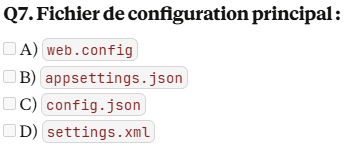 Q7. Fichier de configuration principal :
A) web.config
B) appsettings.json
C) config.json
D) settings.xml